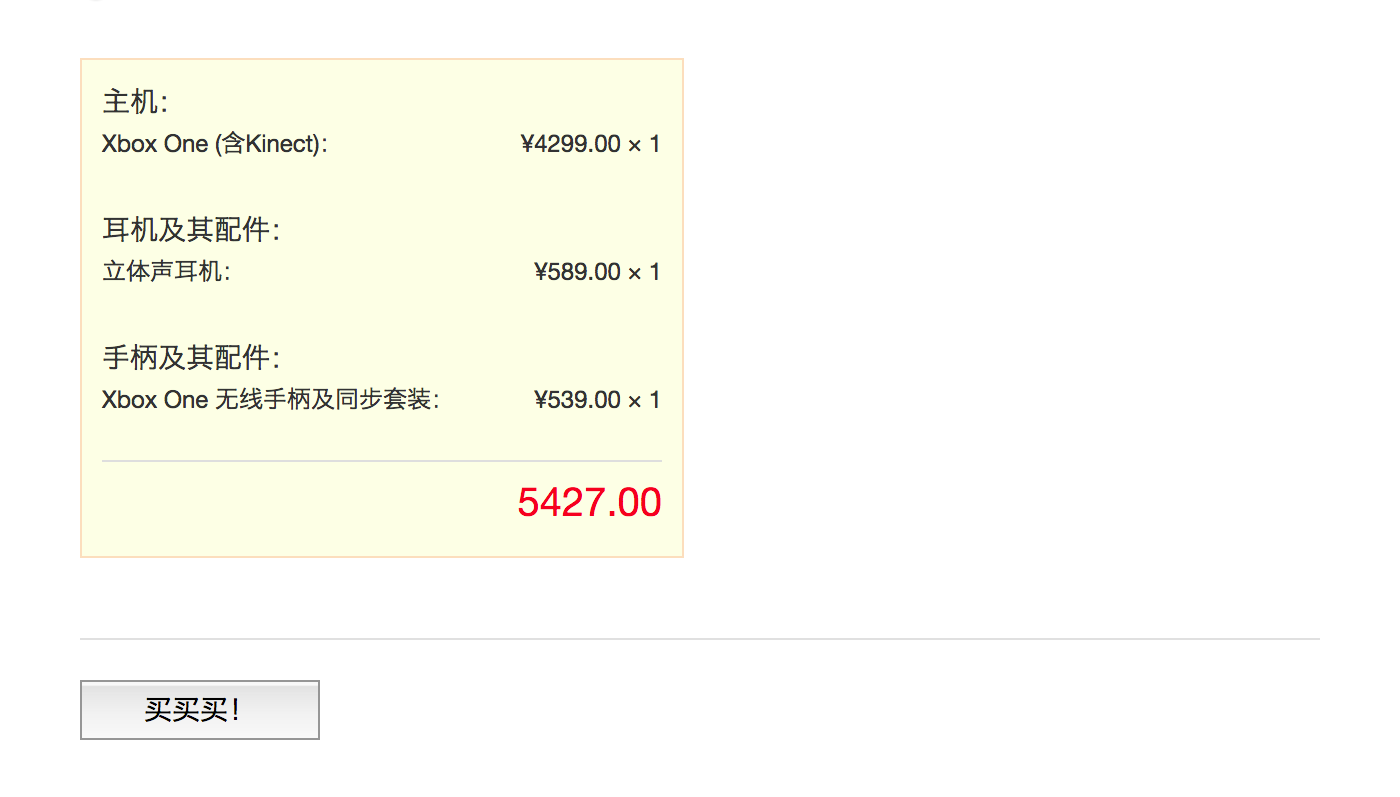 主机：
Xbox One (含Kinect)： ¥4299.00 × 1
耳机及其配件：
立体声耳机： ¥589.00 × 1
手柄及其配件：
Xbox One 无线手柄及同步套装： ¥539.00 × 1
5427.00
买买买！